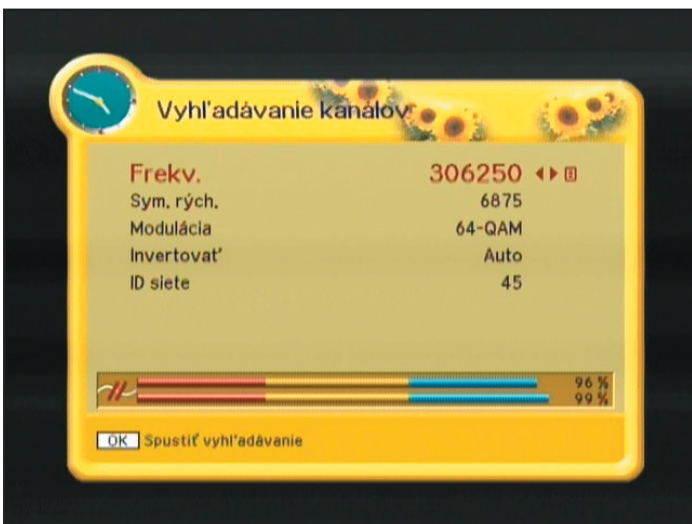 Vyhľadávanie kanálov
Frekv. 306250
Sym. rých. 6875
Modulácia 64-QAM
Invertovať Auto
ID siete 45
96 %
99 %
OK Spustiť vyhľadávanie